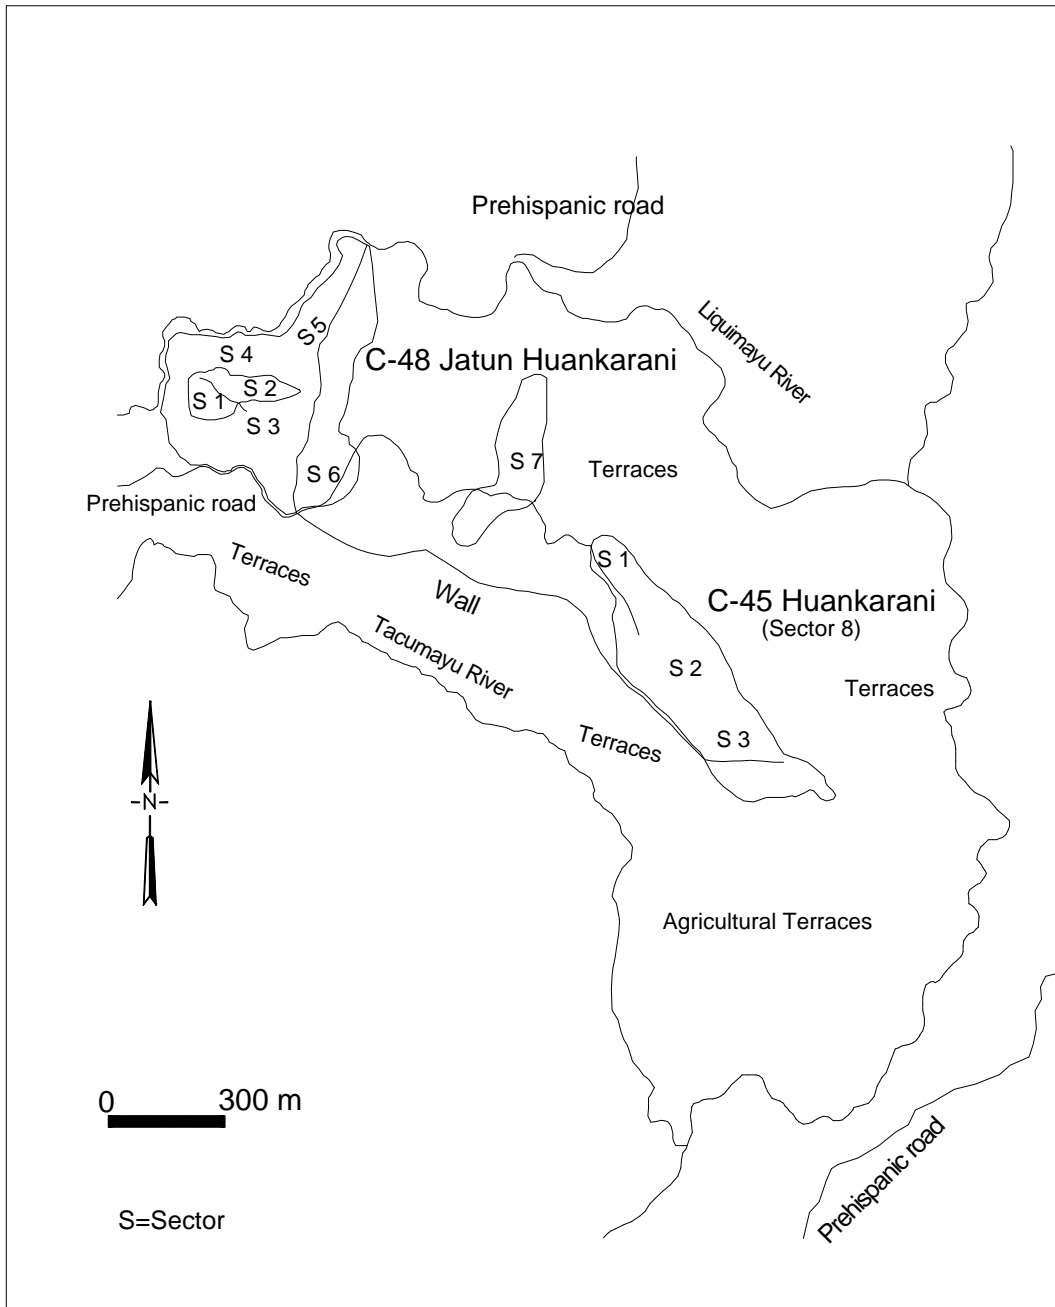 Prehispanic road
Liquimayu River
S 5
S 4
C-48 Jatun Huankarani
S 2
S 1
S 3
S 6
S 7
Terraces
Prehispanic road
Terraces
S 1
Wall
C-45 Huankarani
(Sector 8)
Tacumayu River
S 2
Terraces
Terraces
S 3
-N-
Agricultural Terraces
0 300 m
Prehispanic road
S=Sector